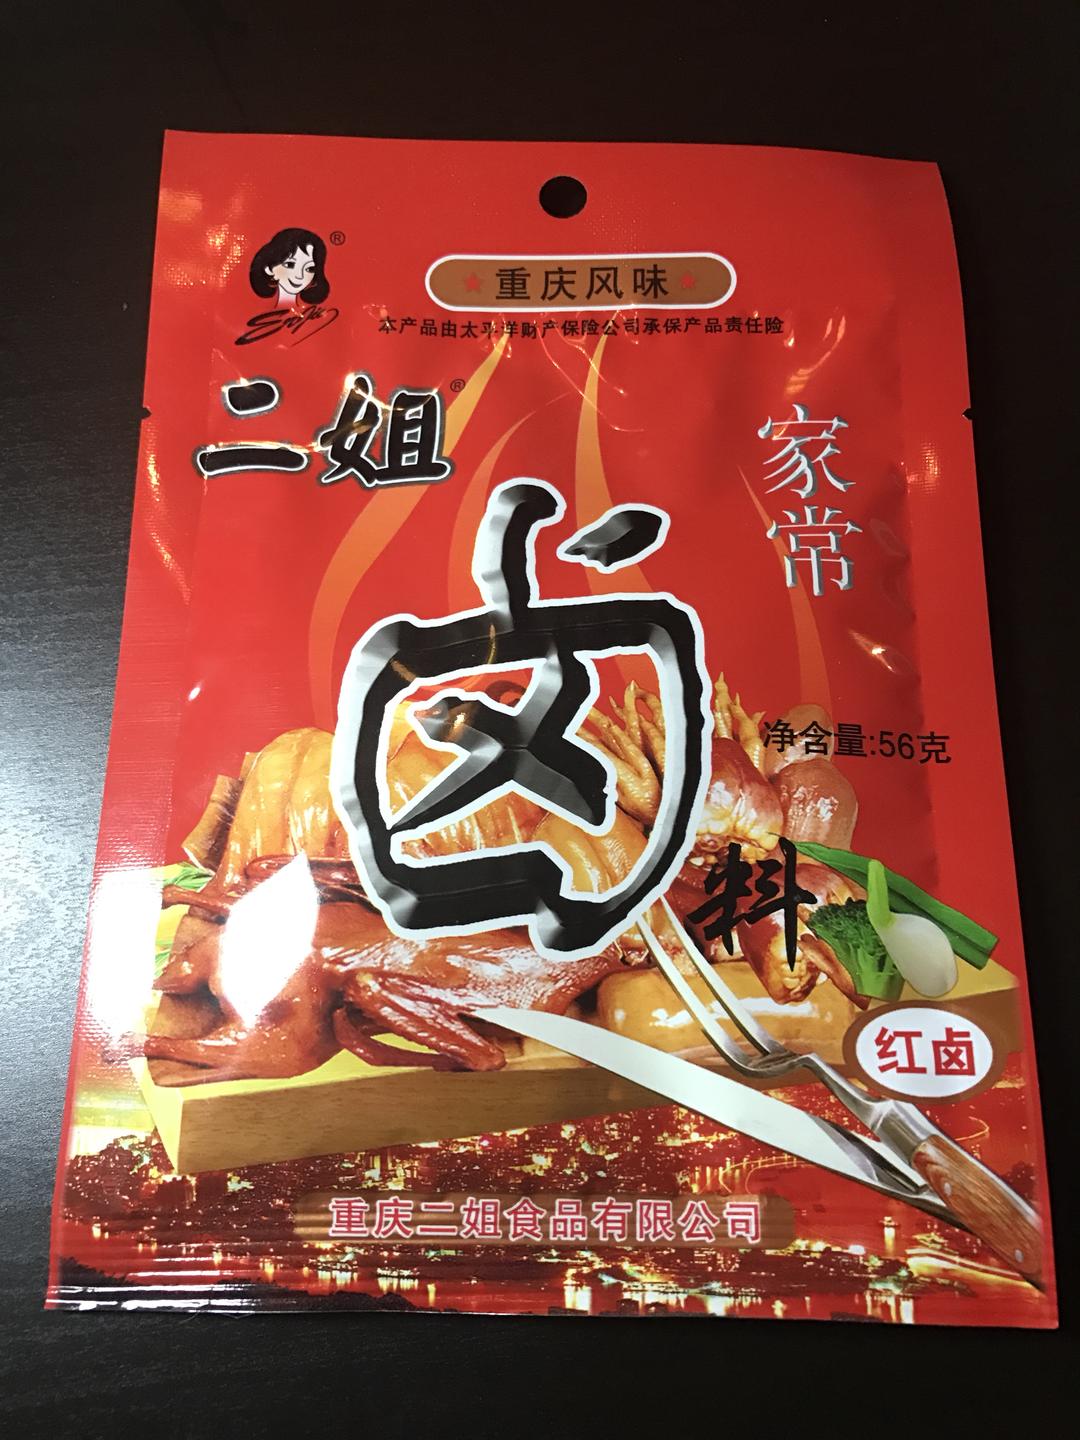 重庆风味
本产品由太平洋财产保险公司承保产品责任险
Er Jie
二姐
家常
卤料
净含量:56克
红卤
重庆二姐食品有限公司